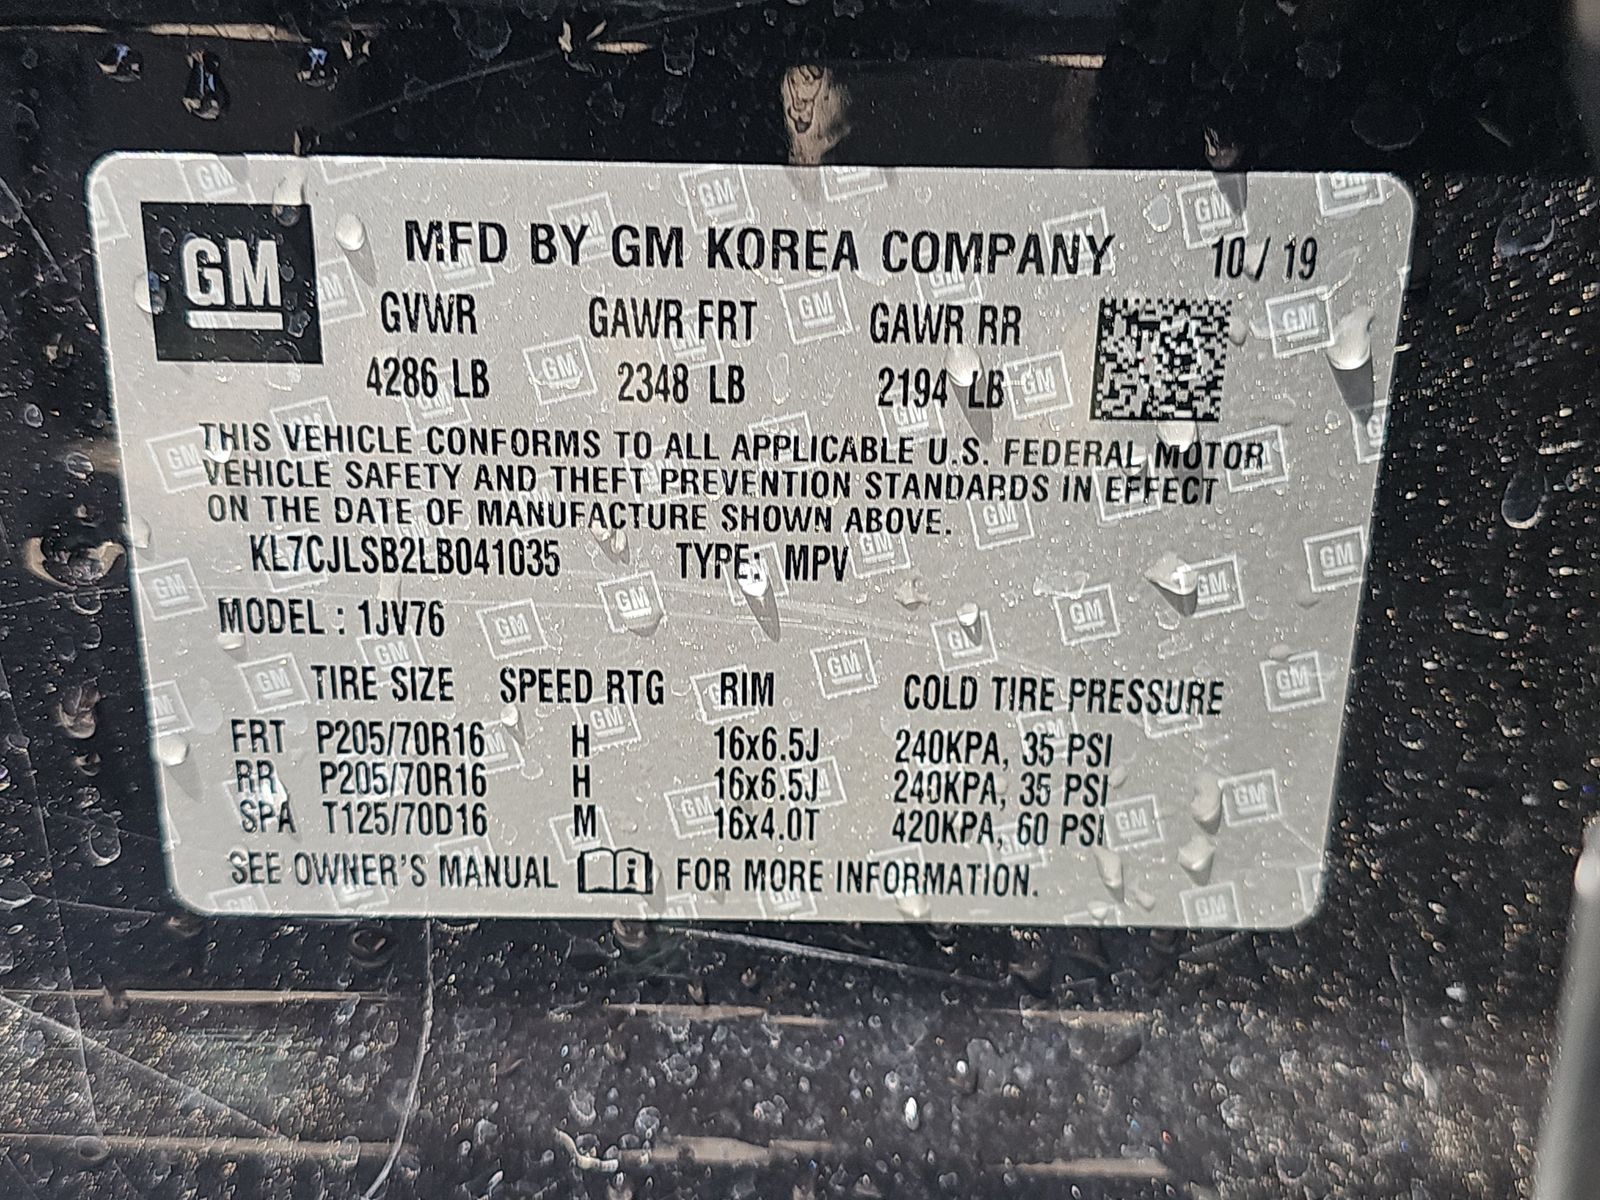 GM MFD BY GM KOREA COMPANY 10 / 19
GVWR GAWR FRT GAWR RR
4286 LB 2348 LB 2194 LB
THIS VEHICLE CONFORMS TO ALL APPLICABLE U.S. FEDERAL MOTOR
VEHICLE SAFETY AND THEFT PREVENTION STANDARDS IN EFFECT
ON THE DATE OF MANUFACTURE SHOWN ABOVE.
KL7CJLSB2LB041035 TYPE: MPV
MODEL : 1JV76
TIRE SIZE SPEED RTG RIM COLD TIRE PRESSURE
FRT P205/70R16 H 16x6.5J 240KPA, 35 PSI
RR P205/70R16 H 16x6.5J 240KPA, 35 PSI
SPA T125/70D16 M 16x4.0T 420KPA, 60 PSI
SEE OWNER'S MANUAL i FOR MORE INFORMATION.